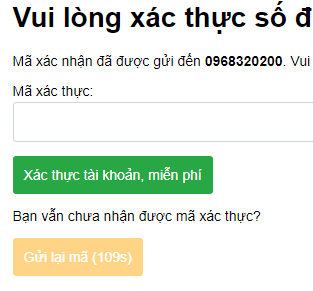 Vui lòng xác thực số
Mã xác nhận đã được gửi đến 0968320200. Vui
Mã xác thực:
Xác thực tài khoản, miễn phí
Bạn vẫn chưa nhận được mã xác thực?
Gửi lại mã (109s)